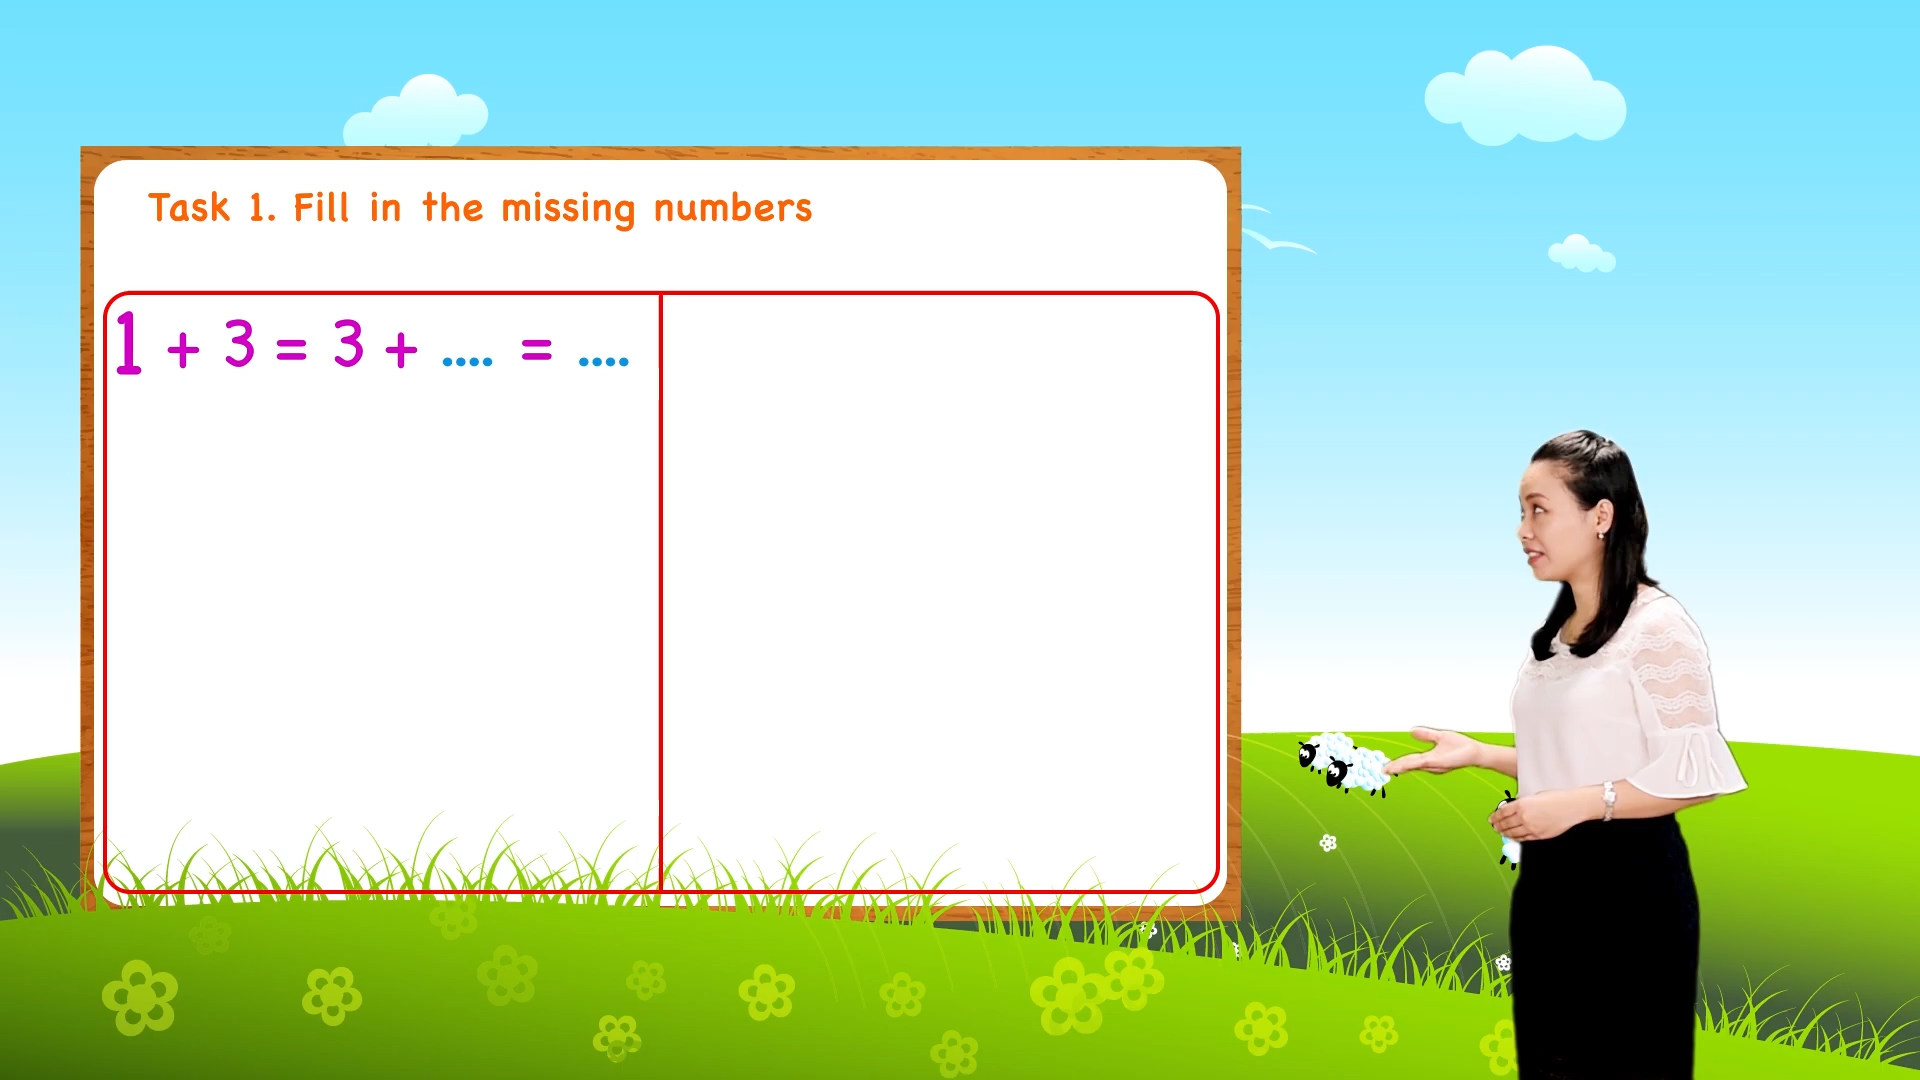 Task 1. Fill in the missing numbers
1 + 3 = 3 + .... = ....